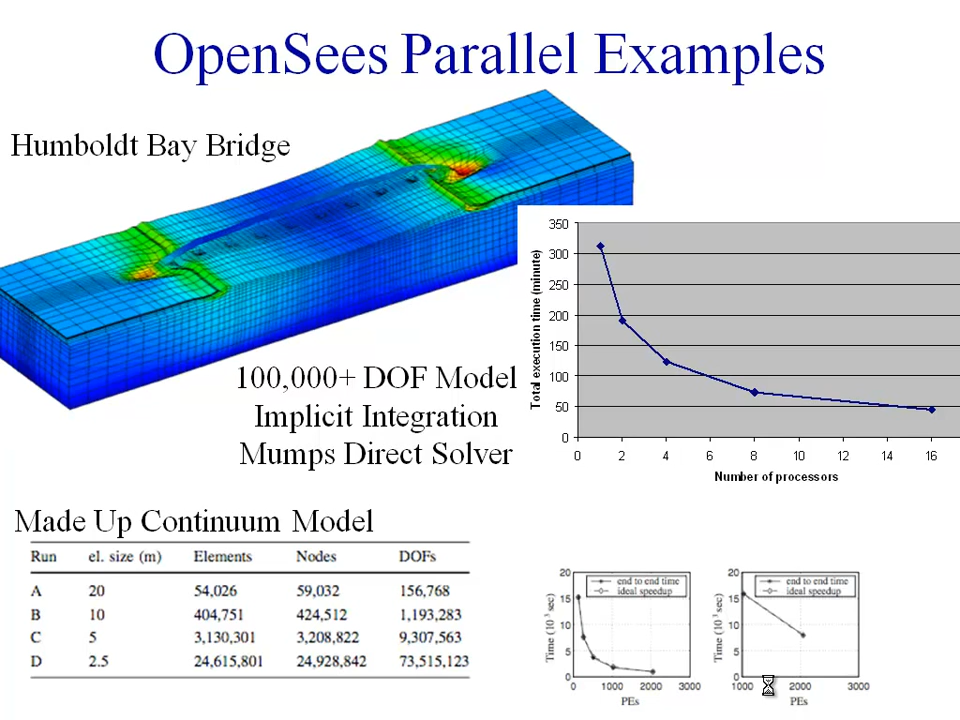 OpenSees Parallel Examples
Humboldt Bay Bridge
100,000+ DOF Model
Implicit Integration
Mumps Direct Solver
Total execution time (minute)
350
300
250
200
150
100
50
0
0 2 4 6 8 10 12 14 16
Number of processors
Made Up Continuum Model
Run el. size (m) Elements Nodes DOFs
A 20 54,026 59,032 156,768
B 10 404,751 424,512 1,193,283
C 5 3,130,301 3,208,822 9,307,563
D 2.5 24,615,801 24,928,842 73,515,123
Time (10³ sec)
20
15
10
5
0
end to end time
ideal speedup
0 1000 2000 3000
PEs
Time (10³ sec)
20
15
10
5
0
end to end time
ideal speedup
1000 2000 3000
PEs